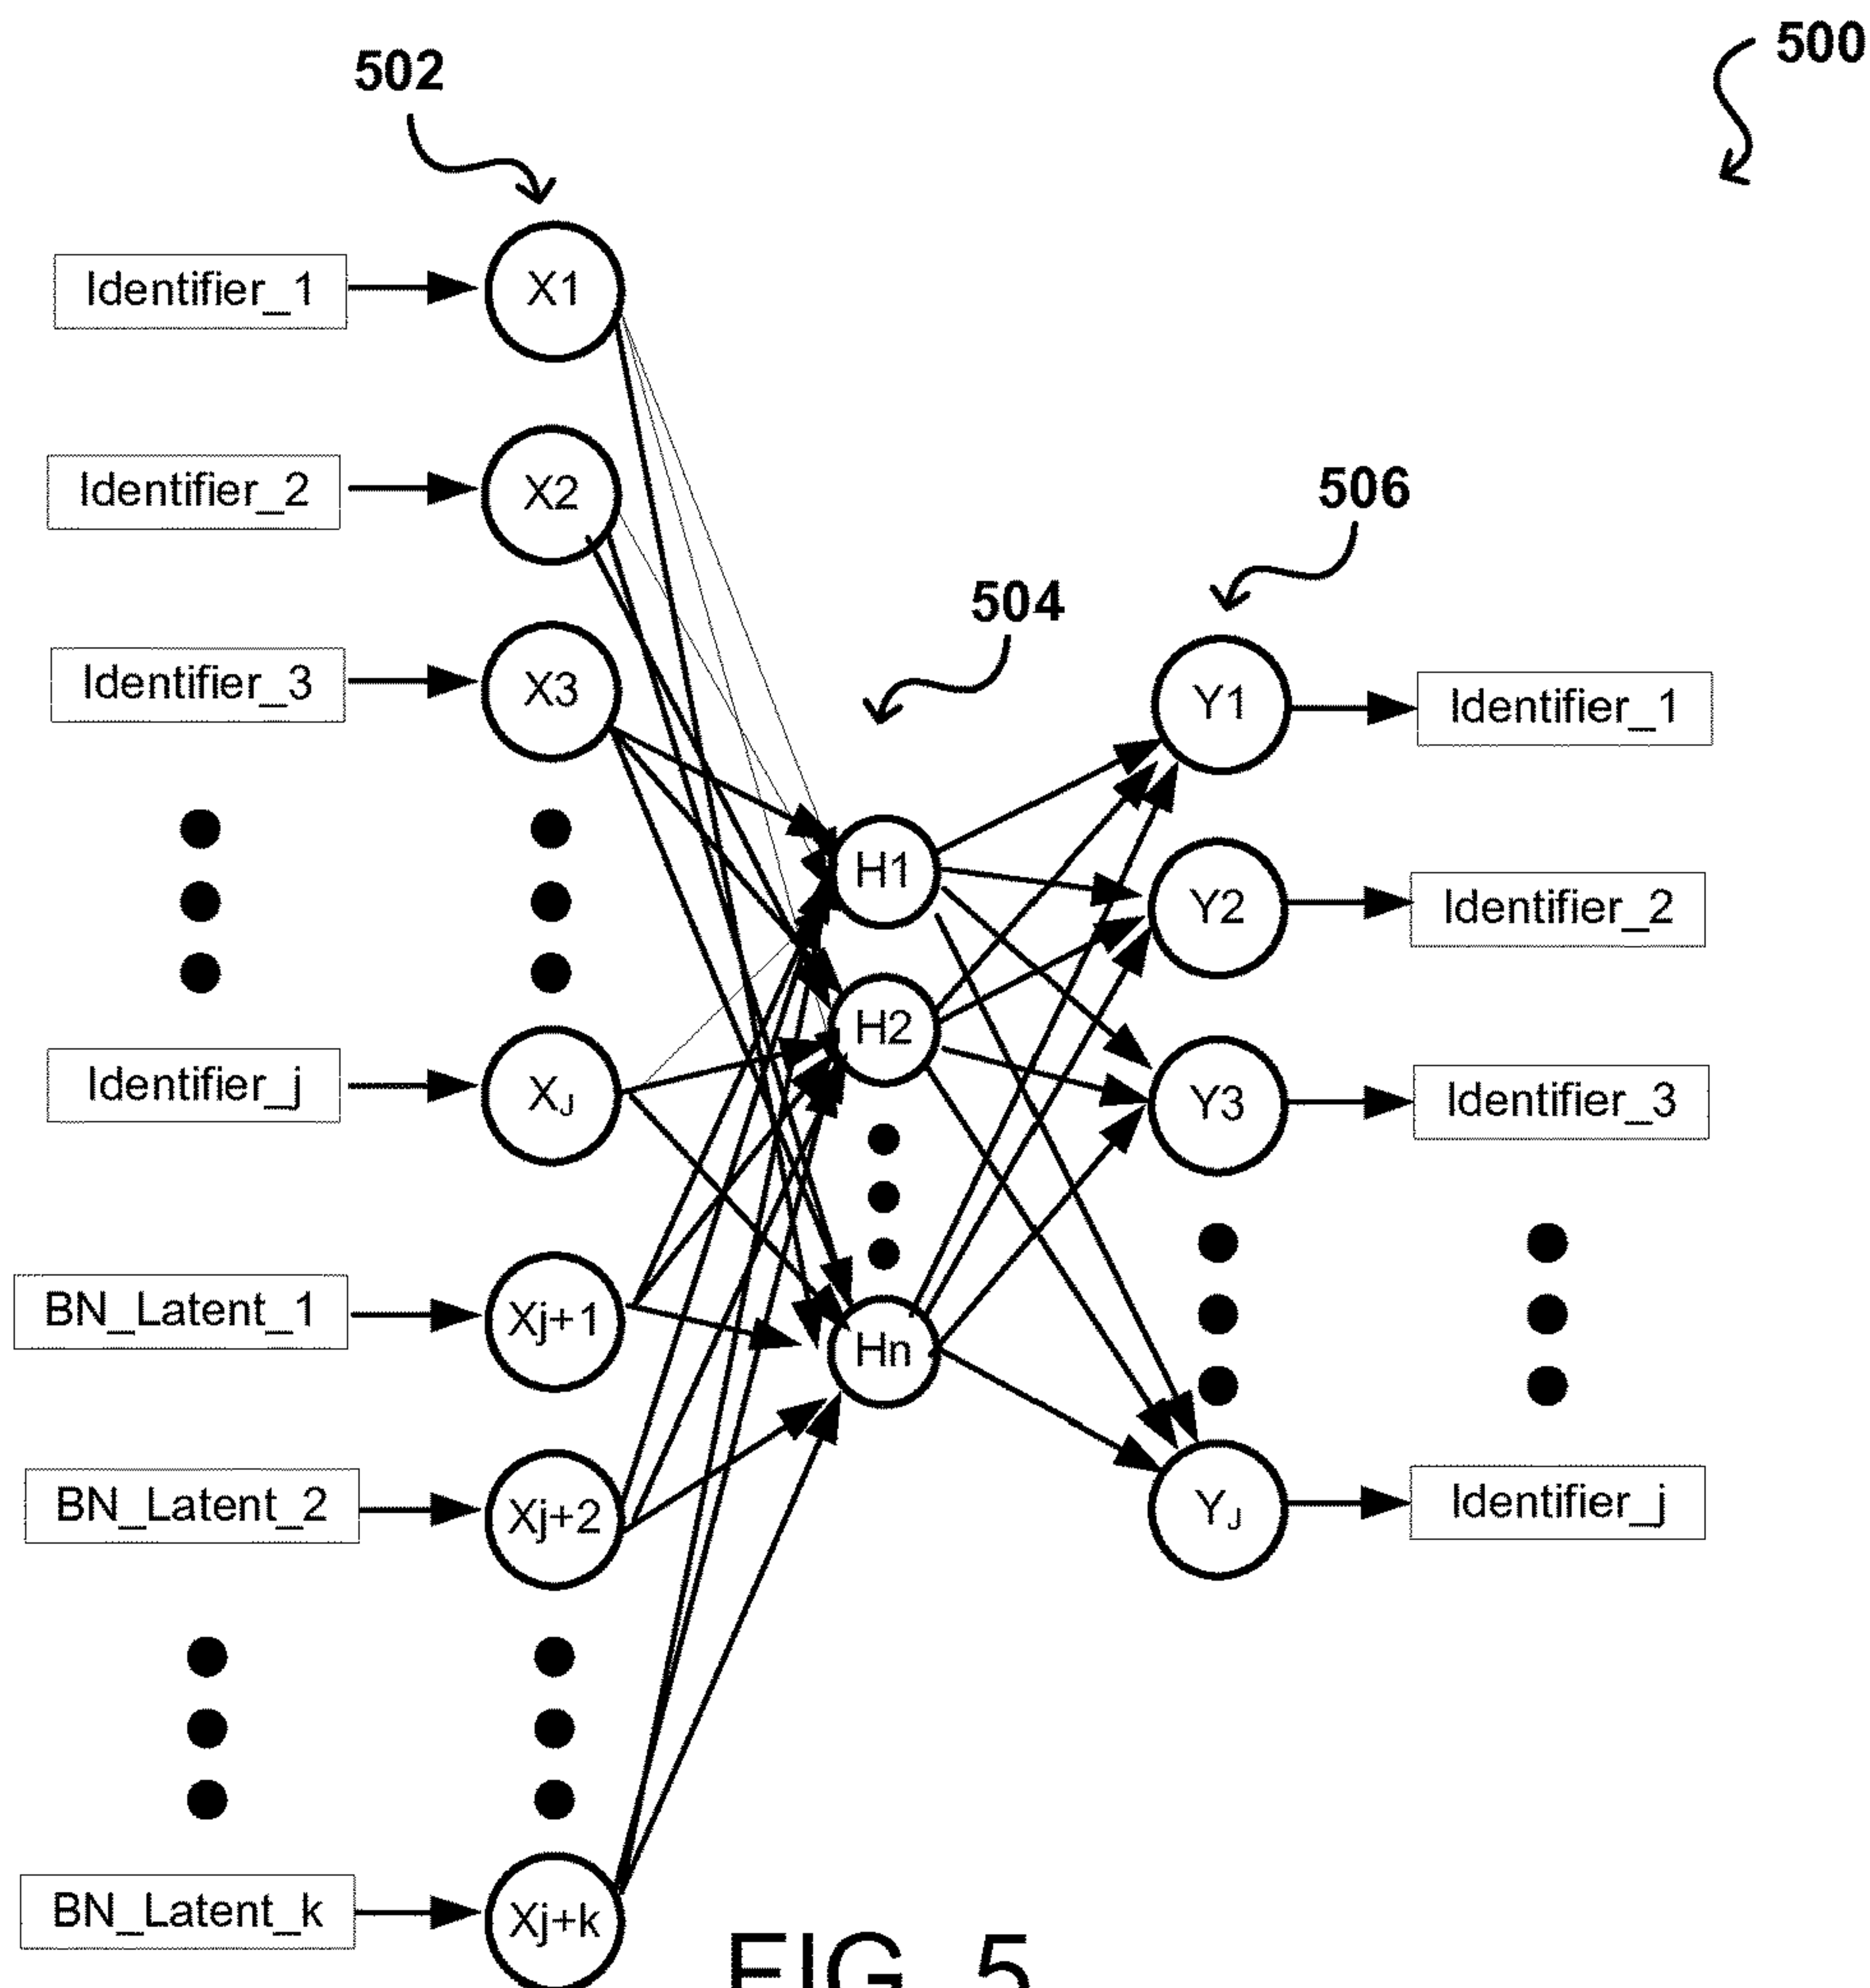 500
502
Identifier_1 X1
Identifier_2 X2
506
504
Identifier_3 X3
Y1 Identifier_1
H1
Y2 Identifier_2
H2
Identifier_j XJ
Y3 Identifier_3
BN_Latent_1 Xj+1
Hn
BN_Latent_2 Xj+2
YJ Identifier_j
BN_Latent_k Xj+k
FIG. 5